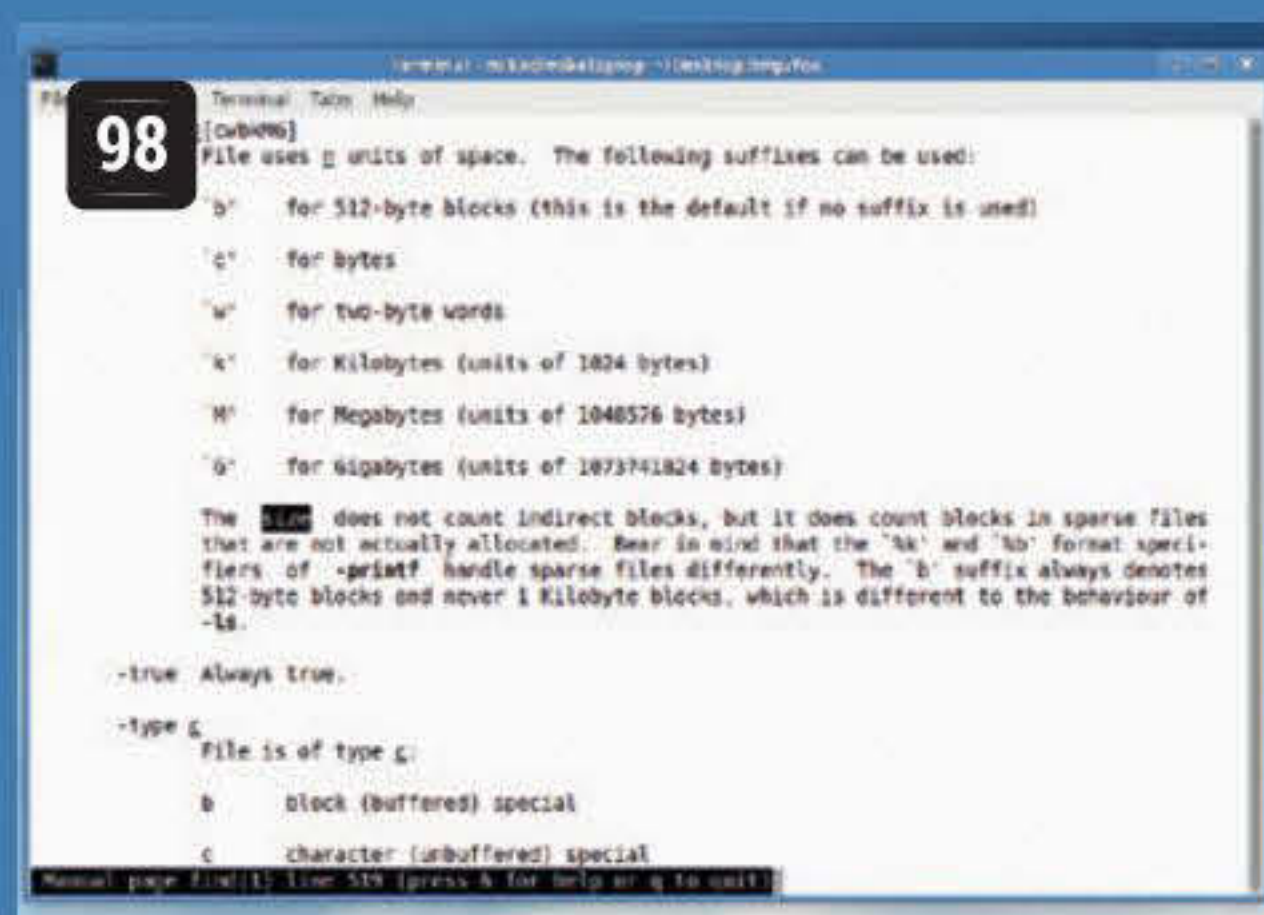 Terminal Tabs Help
98
[cwbkMG]
File uses n units of space. The following suffixes can be used:
`b' for 512-byte blocks (this is the default if no suffix is used)
`c' for bytes
`w' for two-byte words
`k' for Kilobytes (units of 1024 bytes)
`M' for Megabytes (units of 1048576 bytes)
`G' for Gigabytes (units of 1073741824 bytes)
The size does not count indirect blocks, but it does count blocks in sparse files
that are not actually allocated. Bear in mind that the `%k' and `%b' format speci-
fiers of -printf handle sparse files differently. The `b' suffix always denotes
512-byte blocks and never 1 Kilobyte blocks, which is different to the behaviour of
-ls.
-true Always true.
-type c
File is of type c:
b block (buffered) special
c character (unbuffered) special
Manual page find(1) line 519 (press h for help or q to quit)